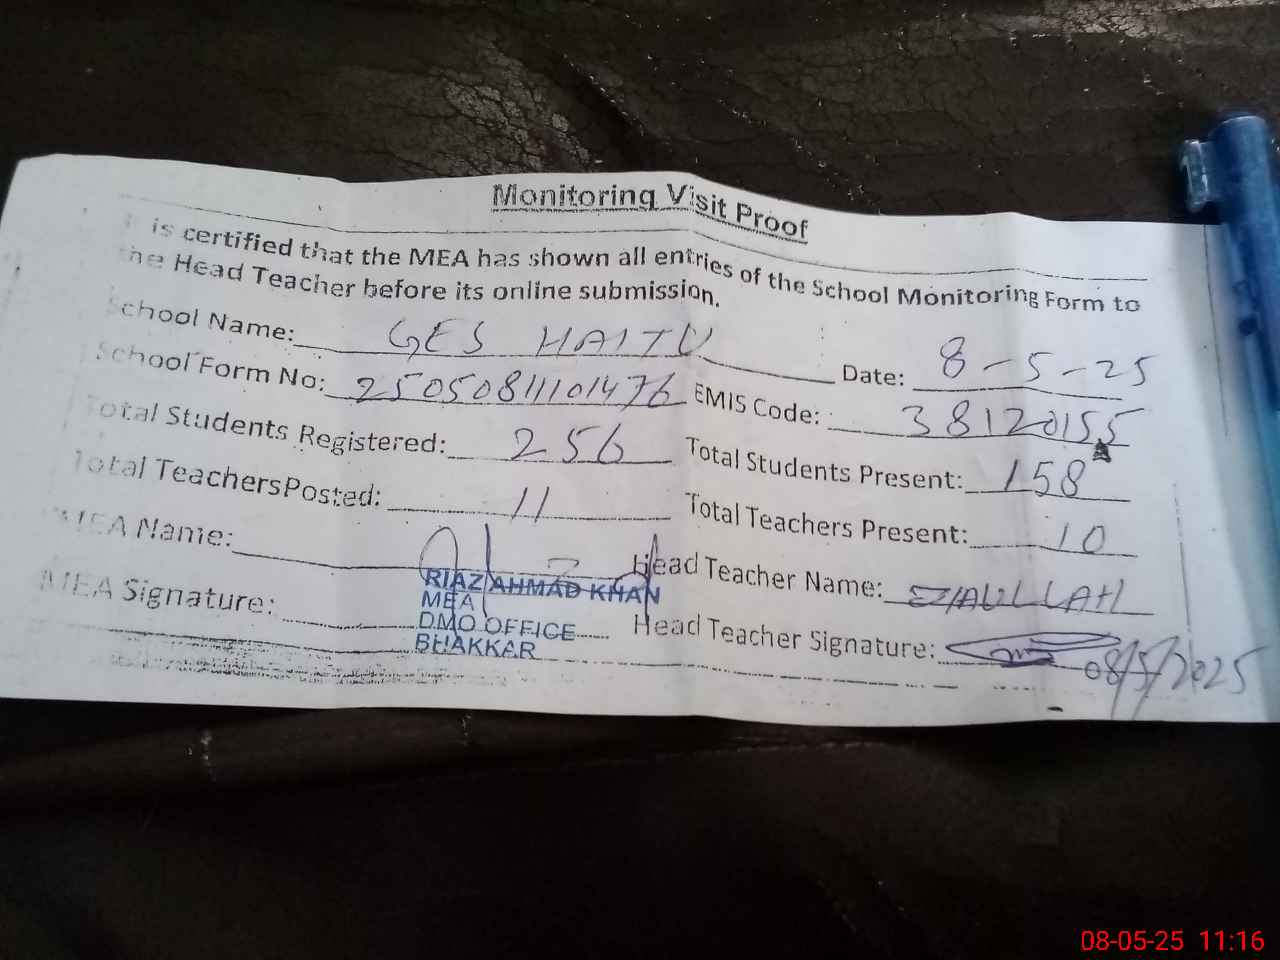 Monitoring Visit Proof
is certified that the MEA has shown all entries of the School Monitoring Form to
the Head Teacher before its online submission.
School Name: GES HAITU Date: 8-5-25
School Form No: 25050811101476 EMIS Code: 38120155
Total Students Registered: 256 Total Students Present: 158
Total TeachersPosted: 11 Total Teachers Present: 10
MEA Name: Head Teacher Name: ZIAULLAH
RIAZ AHMAD KHAN
MEA
DMO OFFICE
BHAKKAR
MEA Signature: Head Teacher Signature: 08/5/2025
08-05-25 11:16